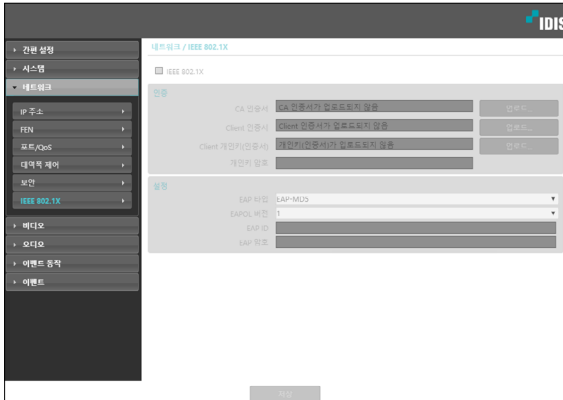 IDIS
간편 설정
네트워크 / IEEE 802.1X
시스템
IEEE 802.1X
네트워크
인증
IP 주소
CA 인증서 CA 인증서가 업로드되지 않음 업로드...
FEN
Client 인증서 Client 인증서가 업로드되지 않음 업로드...
포트/QoS
Client 개인키(인증서) 개인키(인증서)가 업로드되지 않음 업로드...
대역폭 제어
개인키 암호
보안
설정
IEEE 802.1X
EAP 타입 EAP-MD5
EAPOL 버전 1
비디오
EAP ID
오디오
EAP 암호
이벤트 동작
이벤트
저장